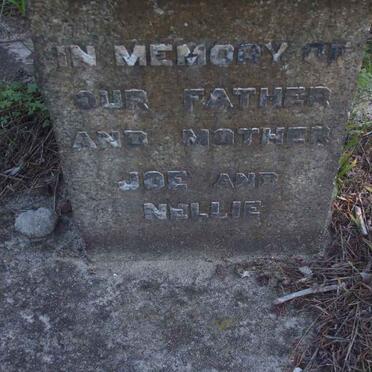 IN MEMORY OF
OUR FATHER
AND MOTHER
JOE AND
NELLIE